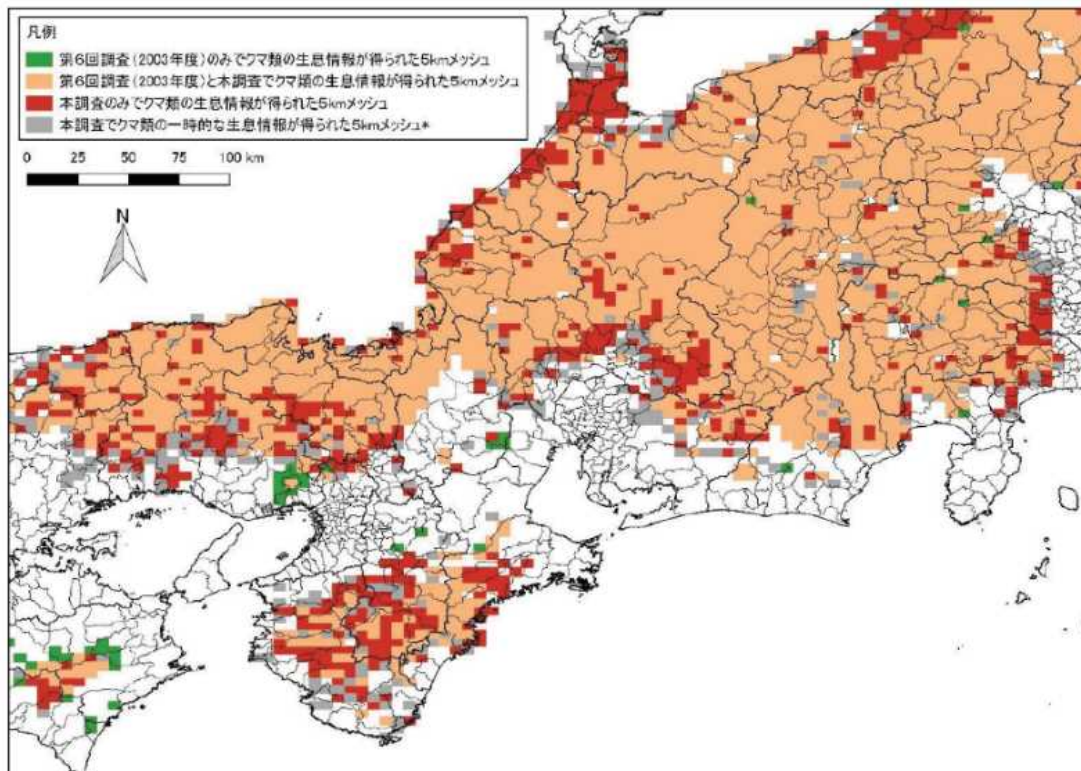 凡例
第6回調査(2003年度)のみでクマ類の生息情報が得られた5kmメッシュ
第6回調査(2003年度)と本調査でクマ類の生息情報が得られた5kmメッシュ
本調査のみでクマ類の生息情報が得られた5kmメッシュ
本調査でクマ類の一時的な生息情報が得られた5kmメッシュ*
0 25 50 75 100 km
N